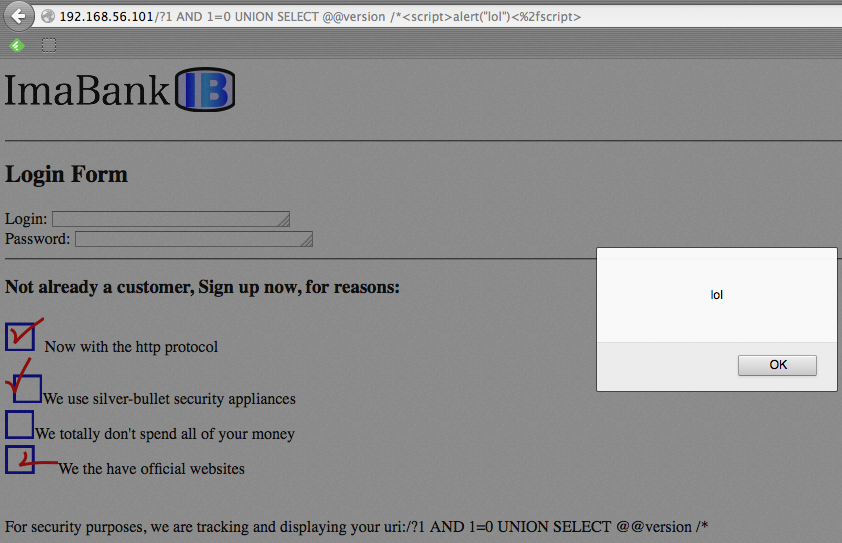 192.168.56.101/?1 AND 1=0 UNION SELECT @@version /*<script>alert("lol")<%2fscript>
ImaBank IB
Login Form
Login:
Password:
Not already a customer, Sign up now, for reasons:
lol
Now with the http protocol
OK
We use silver-bullet security appliances
We totally don't spend all of your money
We the have official websites
For security purposes, we are tracking and displaying your uri:/?1 AND 1=0 UNION SELECT @@version /*